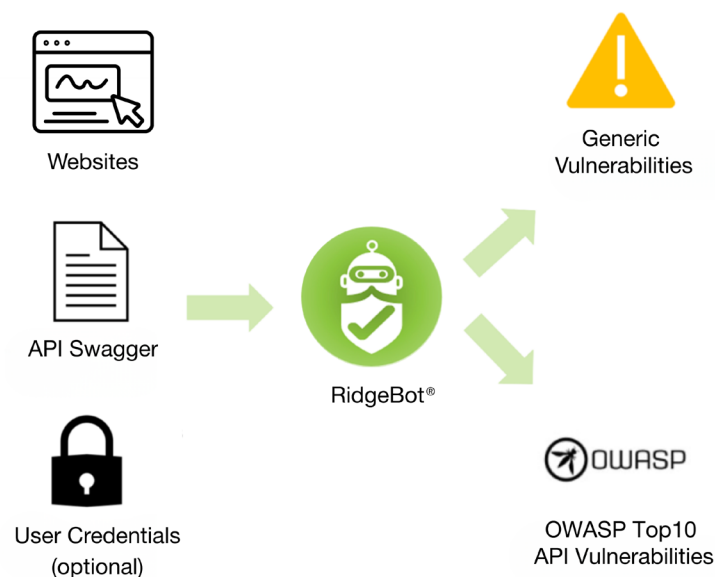 Websites
API Swagger
User Credentials
(optional)
RidgeBot®
Generic
Vulnerabilities
OWASP
OWASP Top10
API Vulnerabilities